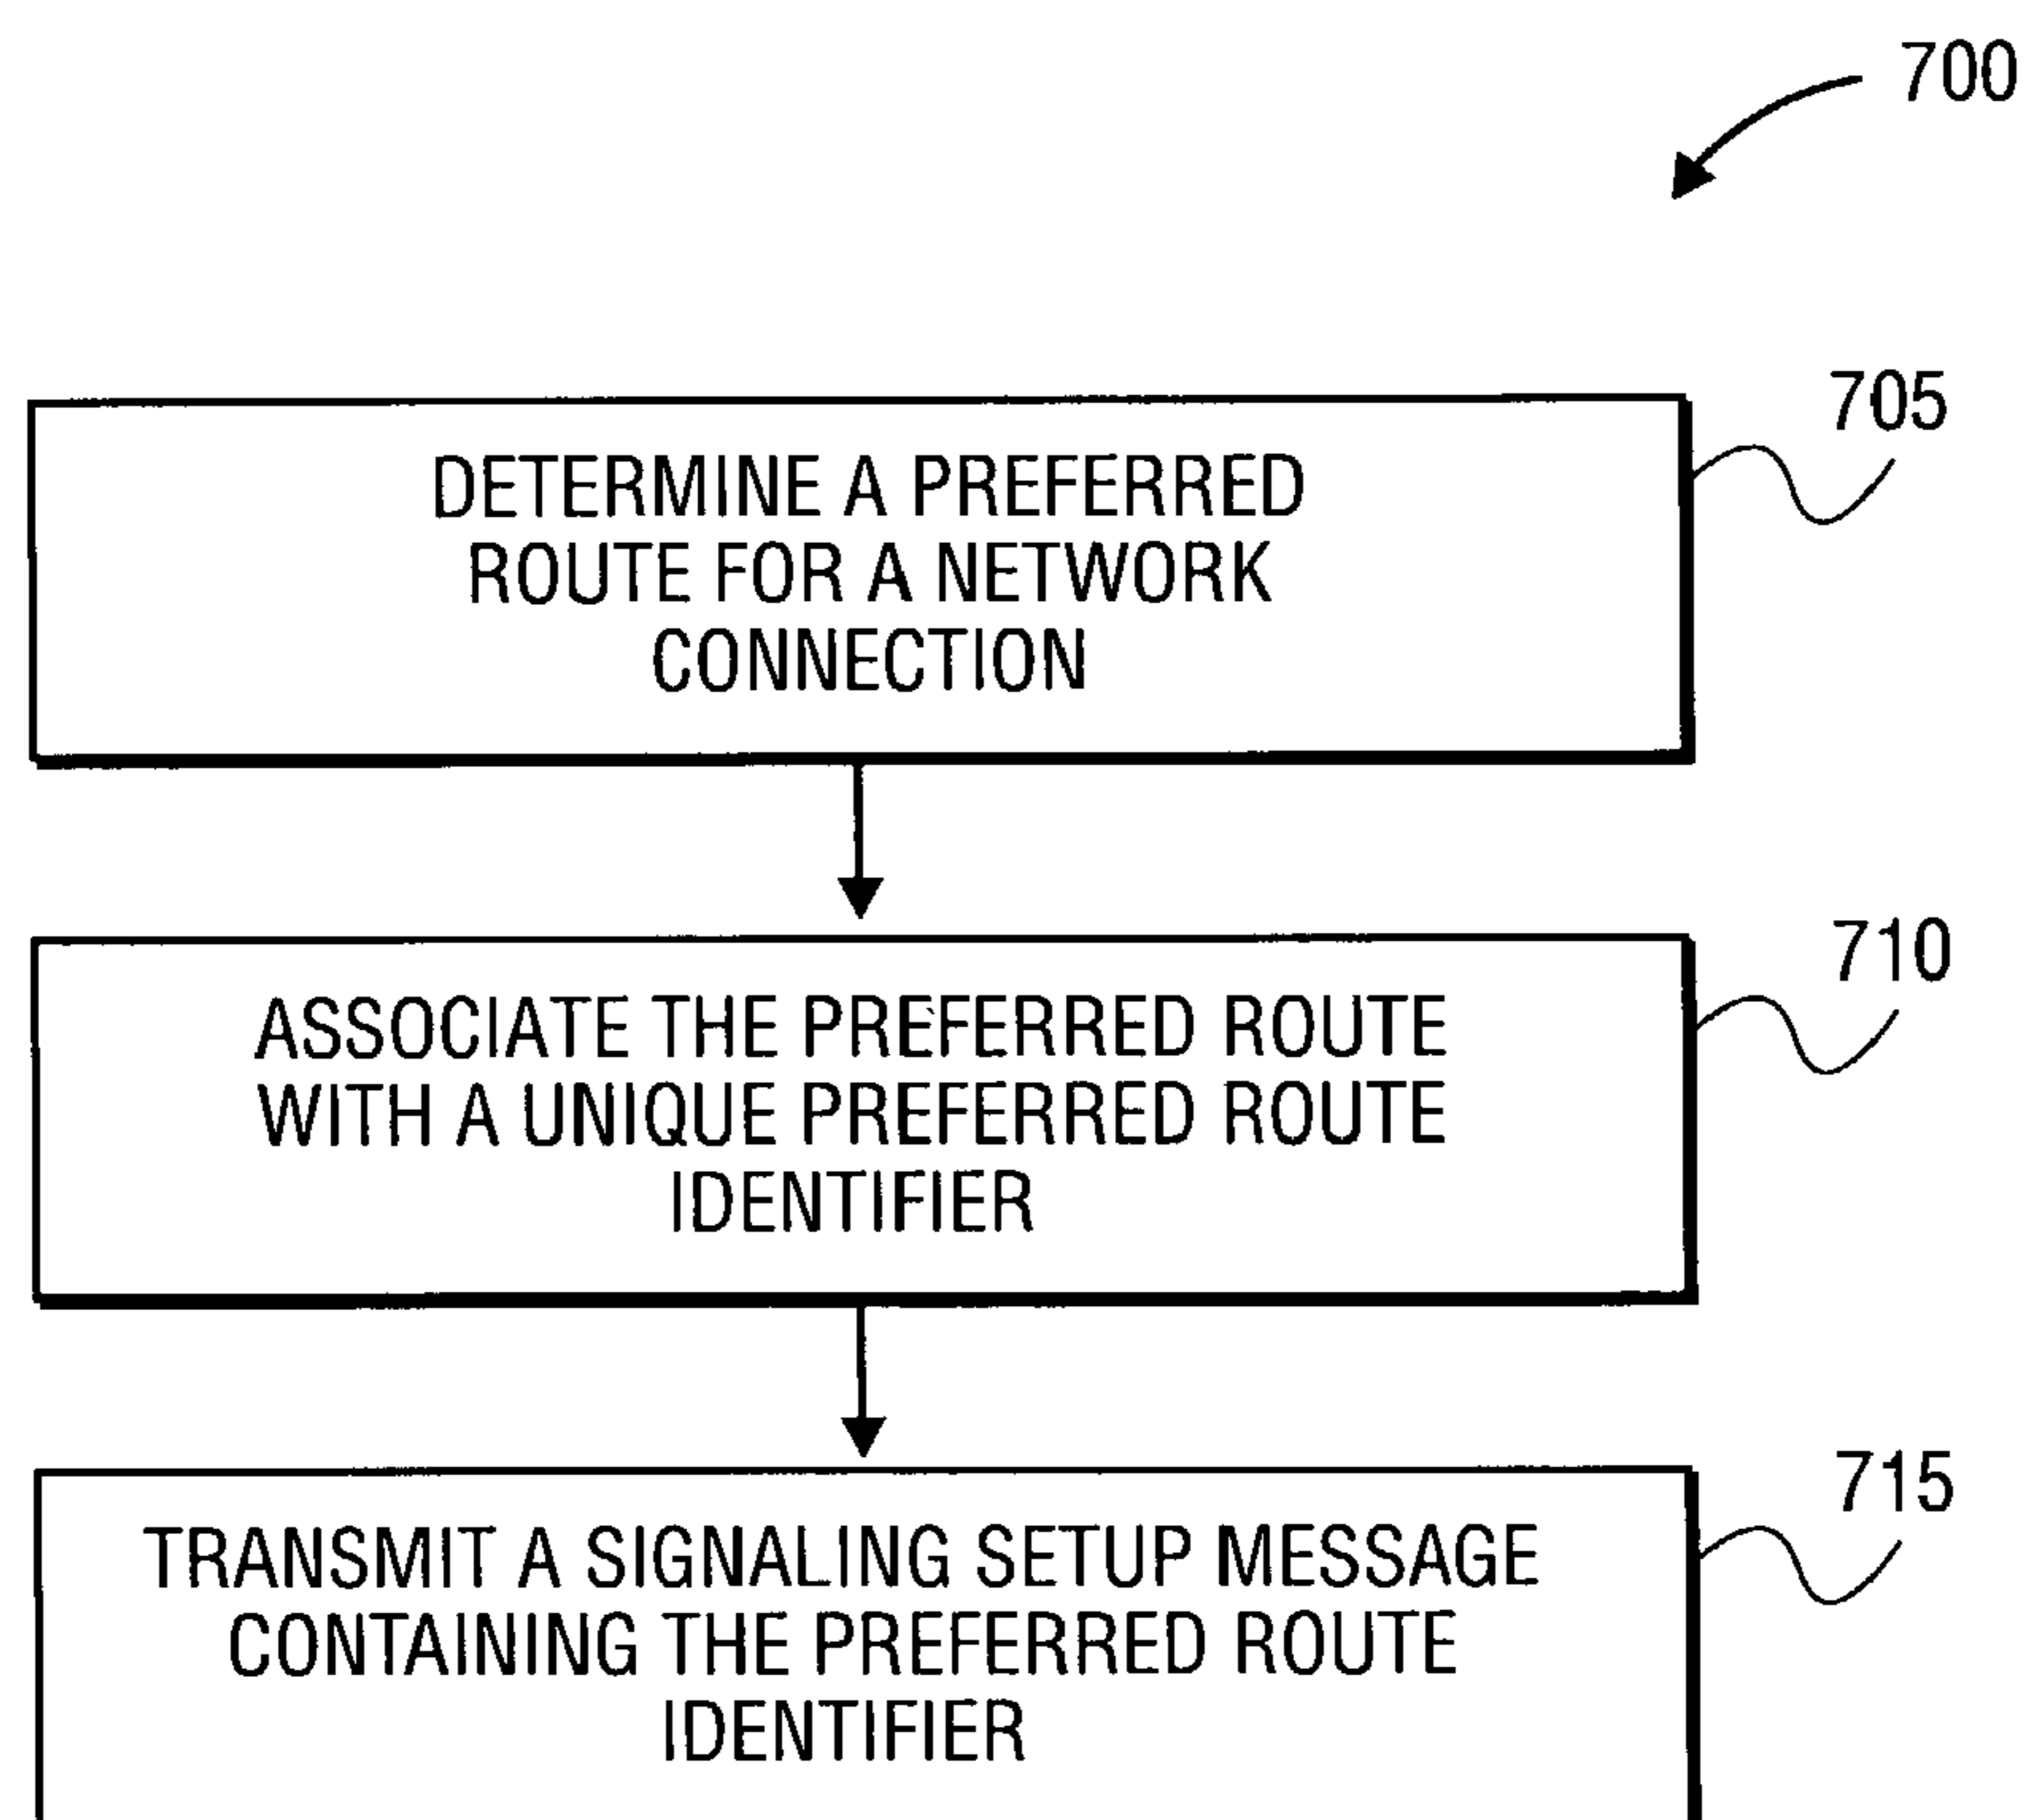 700
705
DETERMINE A PREFERRED
ROUTE FOR A NETWORK
CONNECTION
710
ASSOCIATE THE PREFERRED ROUTE
WITH A UNIQUE PREFERRED ROUTE
IDENTIFIER
715
TRANSMIT A SIGNALING SETUP MESSAGE
CONTAINING THE PREFERRED ROUTE
IDENTIFIER